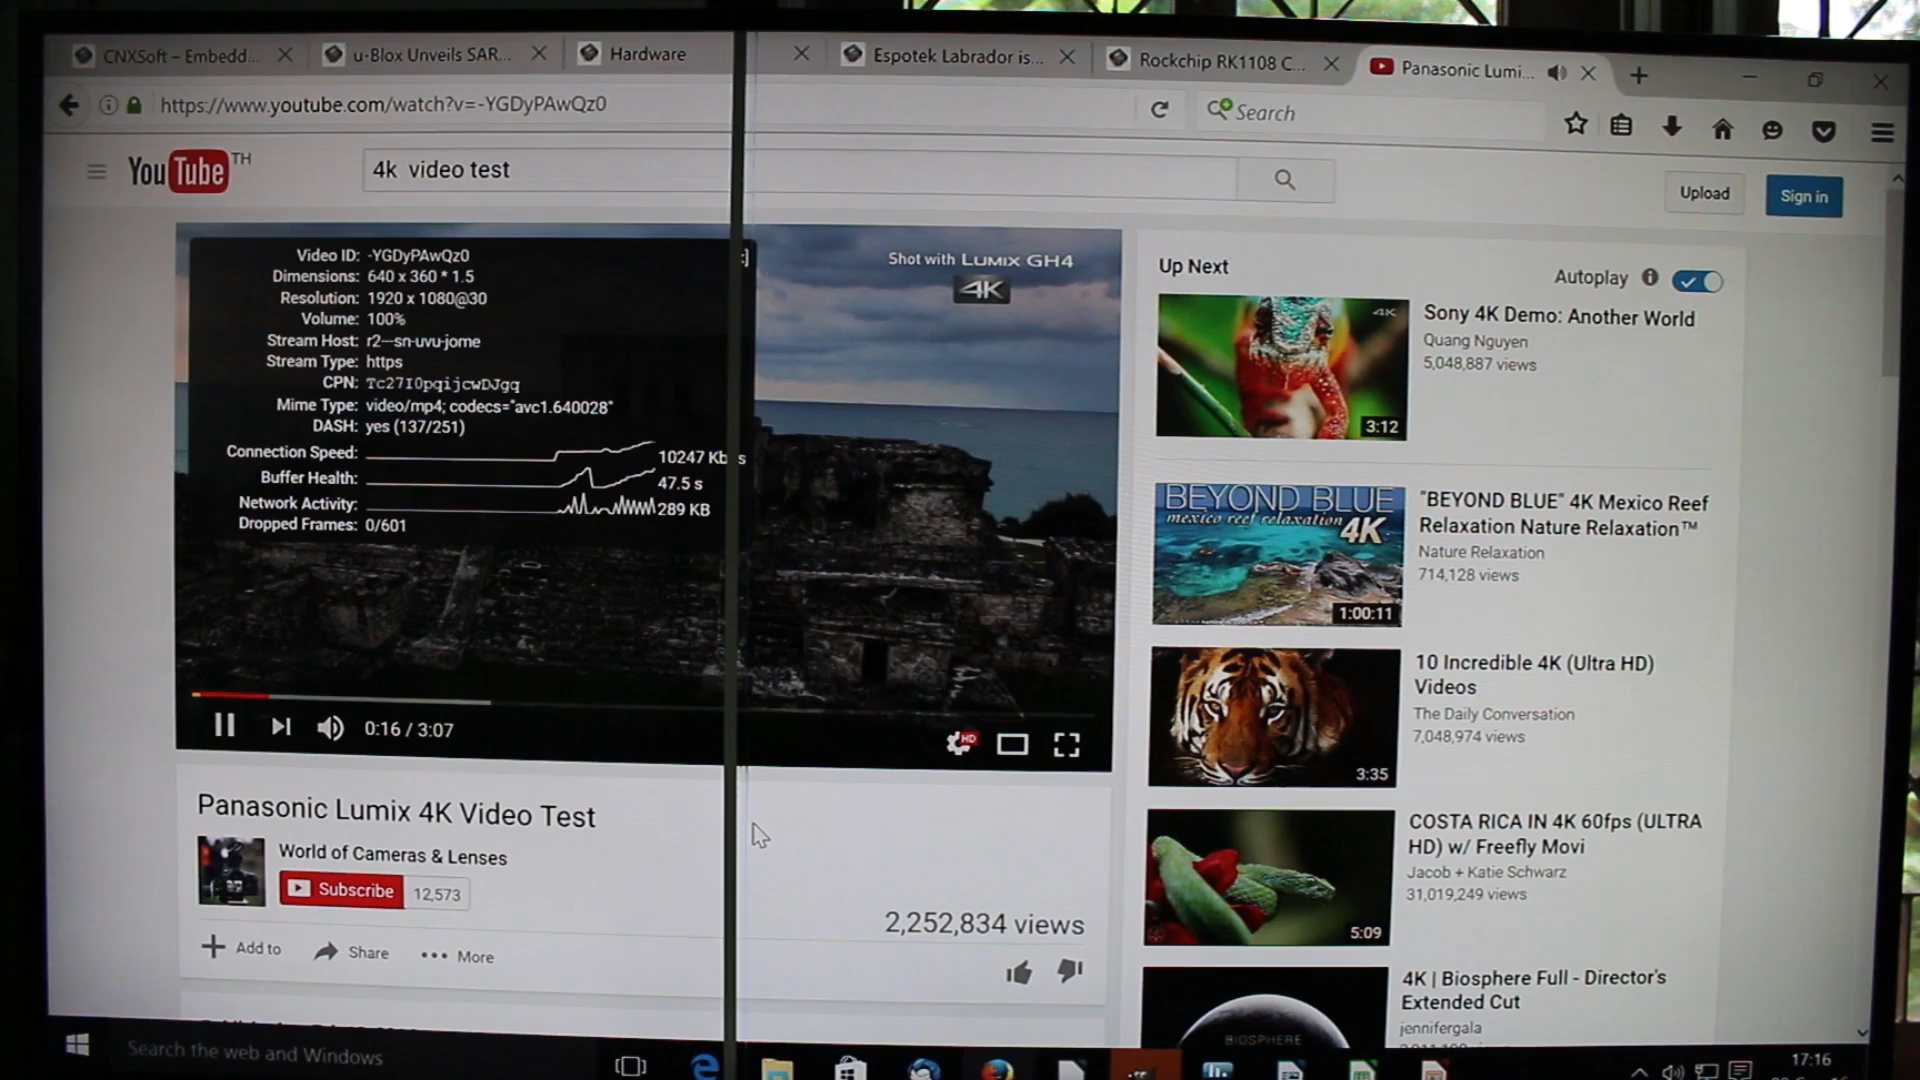 CNXSoft – Embedd...
u-Blox Unveils SAR...
Hardware
Espotek Labrador is...
Rockchip RK1108 C...
Panasonic Lumi...
https://www.youtube.com/watch?v=-YGDyPAwQz0
Search
YouTube TH
4k video test
Upload
Sign in
Video ID: -YGDyPAwQz0
Dimensions: 640 x 360 * 1.5
Resolution: 1920 x 1080@30
Volume: 100%
Stream Host: r2---sn-uvu-jome
Stream Type: https
CPN: Tc27I0pqijcwDJgq
Mime Type: video/mp4; codecs="avc1.640028"
DASH: yes (137/251)
Connection Speed: 10247 Kbps
Buffer Health: 47.5 s
Network Activity: 289 KB
Dropped Frames: 0/601
Shot with LUMIX GH4
4K
0:16 / 3:07
HD
Panasonic Lumix 4K Video Test
World of Cameras & Lenses
Subscribe 12,573
2,252,834 views
Add to
Share
More
Up Next
Autoplay
4K
3:12
Sony 4K Demo: Another World
Quang Nguyen
5,048,887 views
BEYOND BLUE
mexico reef relaxation 4K
1:00:11
"BEYOND BLUE" 4K Mexico Reef
Relaxation Nature Relaxation™
Nature Relaxation
714,128 views
3:35
10 Incredible 4K (Ultra HD)
Videos
The Daily Conversation
7,048,974 views
5:09
COSTA RICA IN 4K 60fps (ULTRA
HD) w/ Freefly Movi
Jacob + Katie Schwarz
31,019,249 views
BIOSPHERE
4K | Biosphere Full - Director's
Extended Cut
jennifergala
Search the web and Windows
17:16